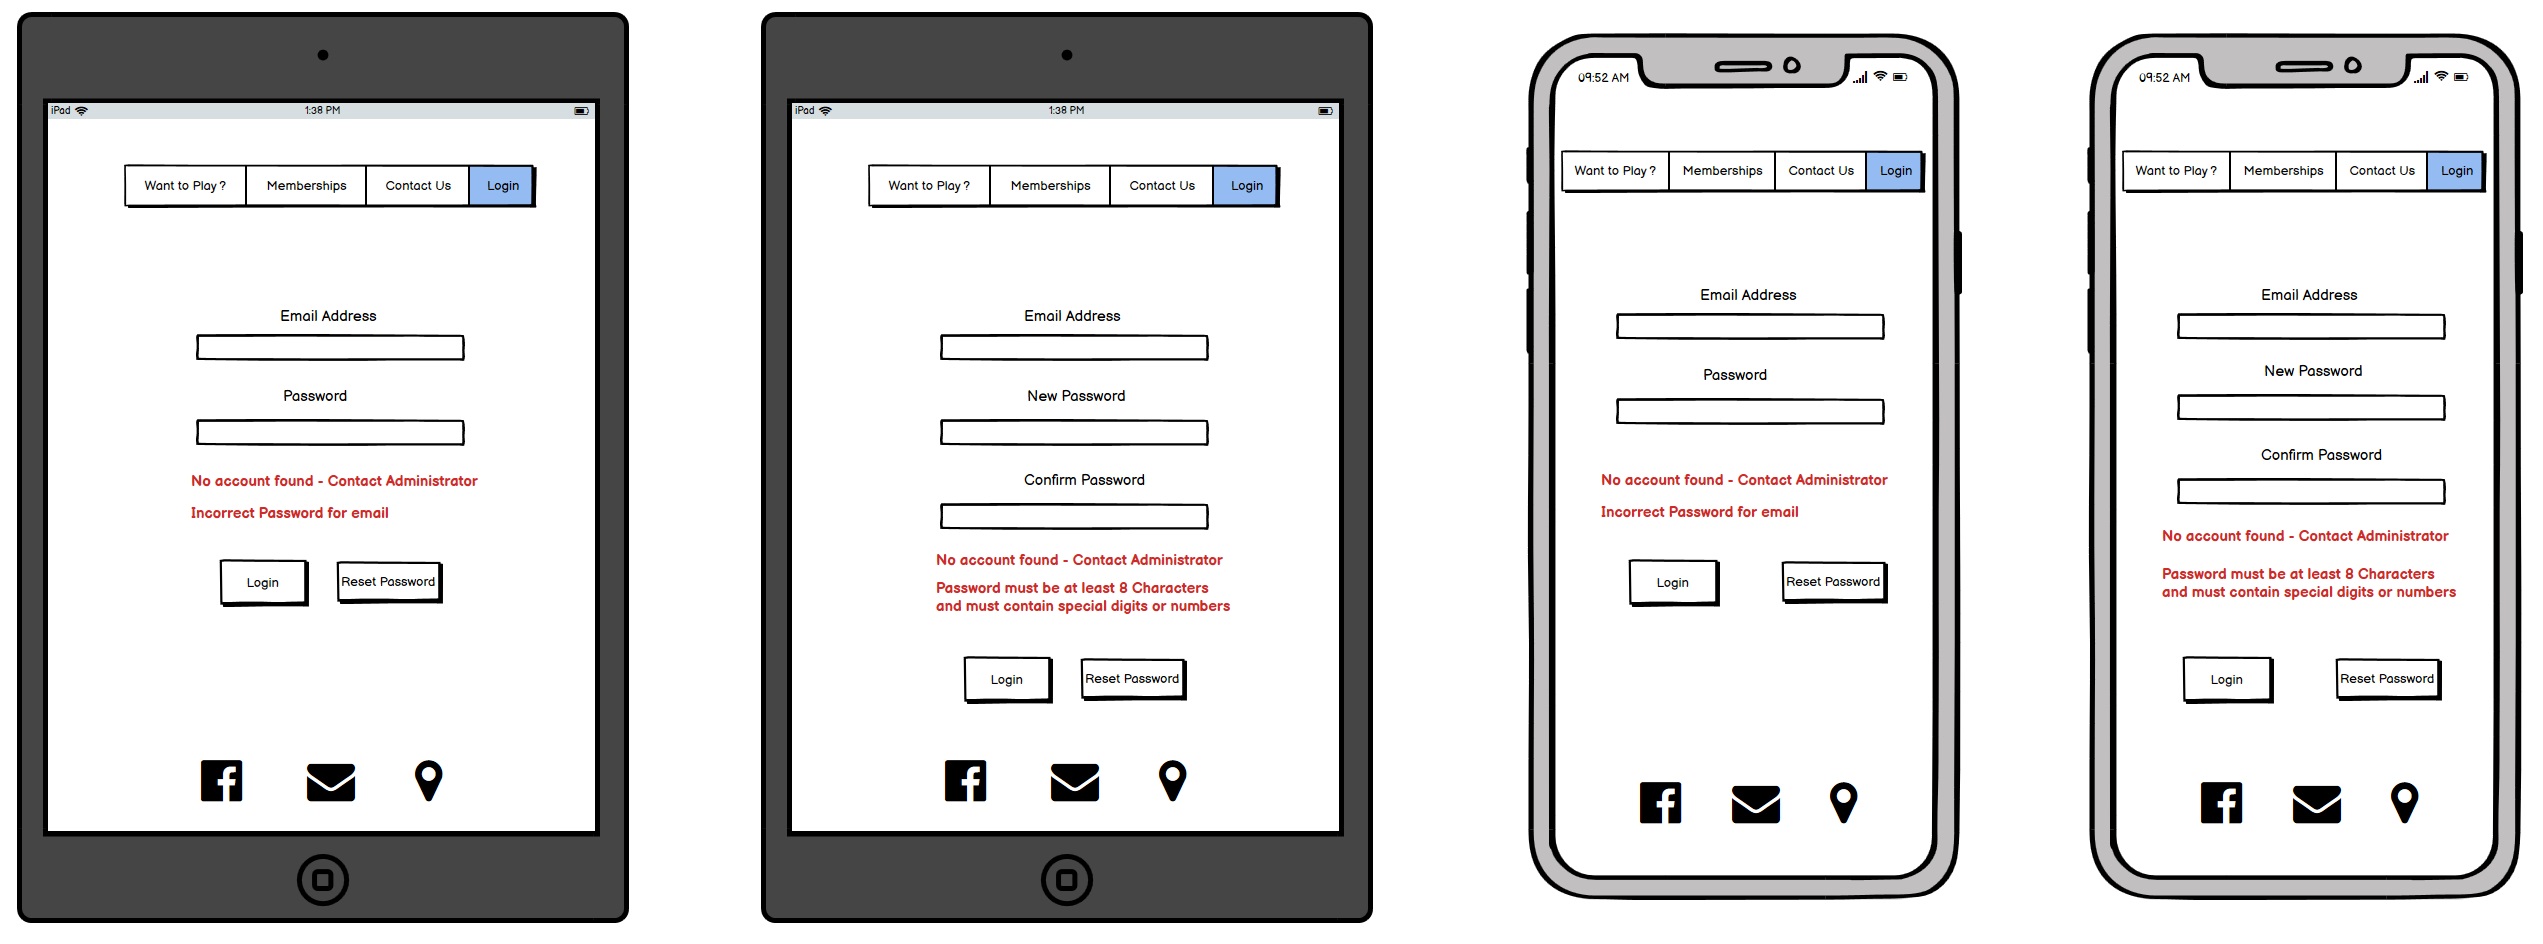 iPad 1:38 PM
Want to Play ? Memberships Contact Us Login
Email Address
Password
No account found - Contact Administrator
Incorrect Password for email
Login Reset Password
iPad 1:38 PM
Want to Play ? Memberships Contact Us Login
Email Address
New Password
Confirm Password
No account found - Contact Administrator
Password must be at least 8 Characters
and must contain special digits or numbers
Login Reset Password
09:52 AM
Want to Play ? Memberships Contact Us Login
Email Address
Password
No account found - Contact Administrator
Incorrect Password for email
Login Reset Password
09:52 AM
Want to Play ? Memberships Contact Us Login
Email Address
New Password
Confirm Password
No account found - Contact Administrator
Password must be at least 8 Characters
and must contain special digits or numbers
Login Reset Password